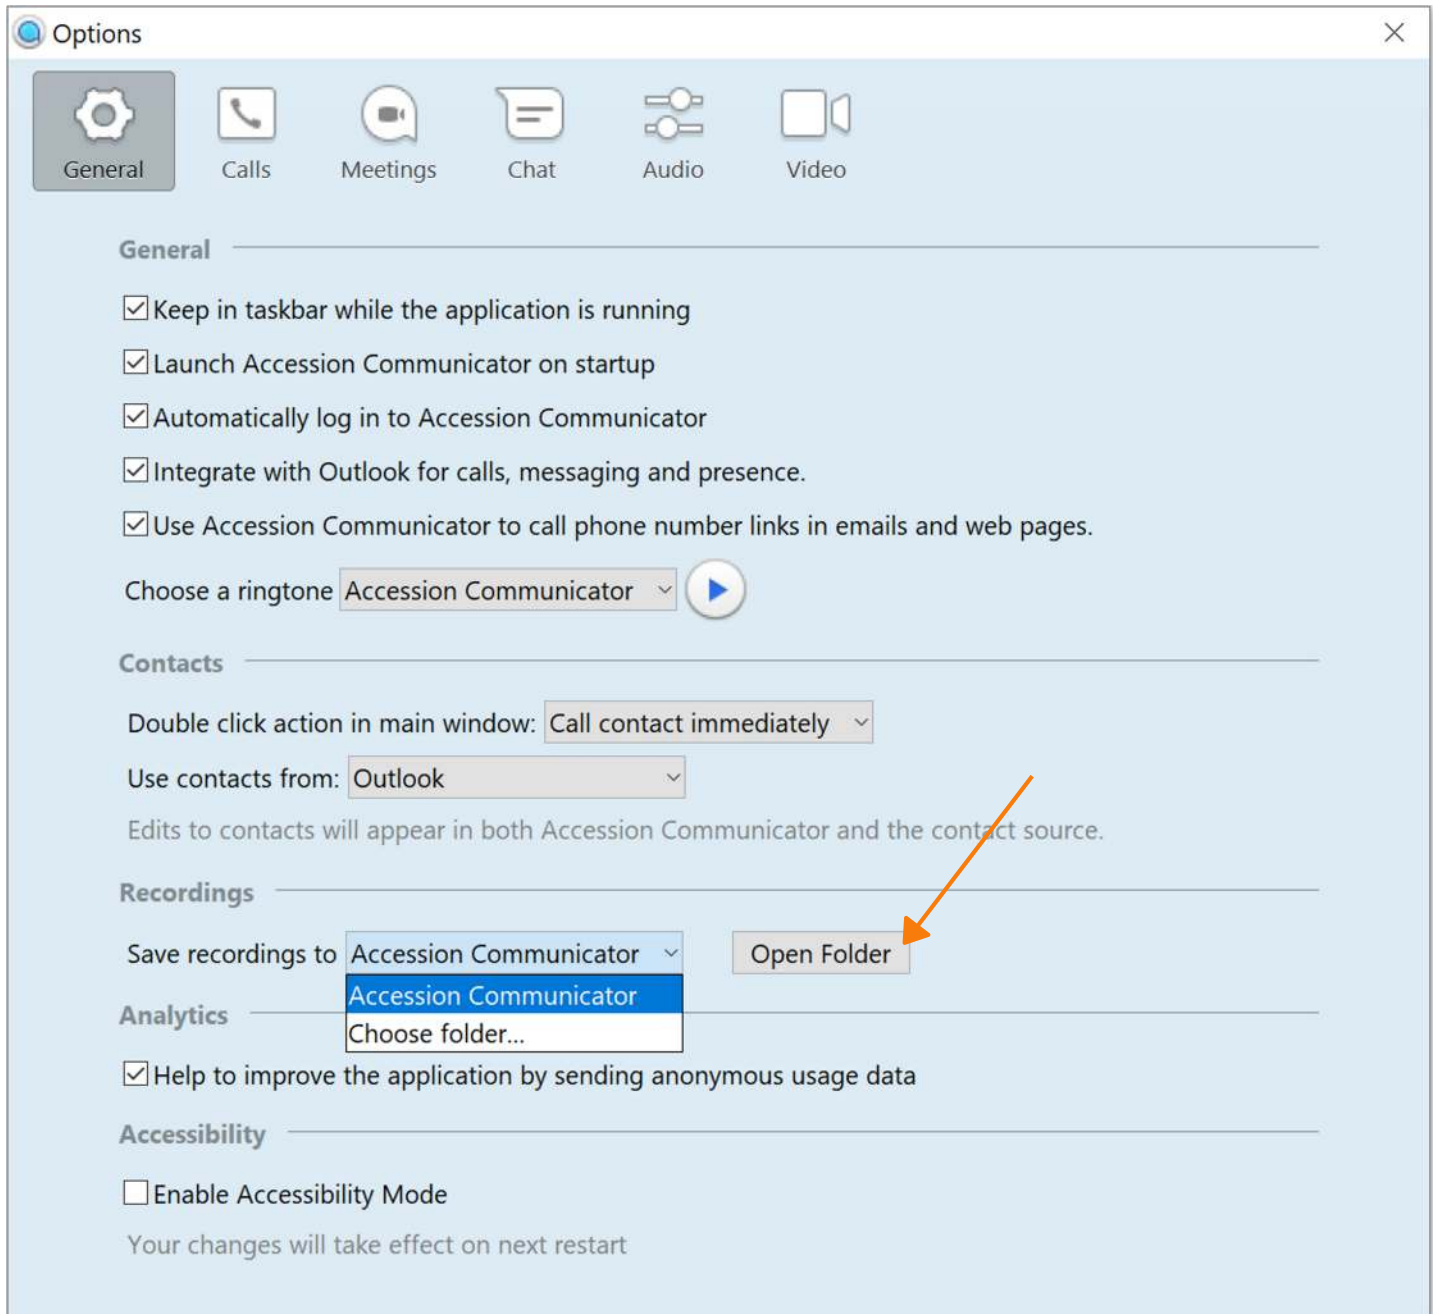 Options
General Calls Meetings Chat Audio Video
General
Keep in taskbar while the application is running
Launch Accession Communicator on startup
Automatically log in to Accession Communicator
Integrate with Outlook for calls, messaging and presence.
Use Accession Communicator to call phone number links in emails and web pages.
Choose a ringtone Accession Communicator
Contacts
Double click action in main window: Call contact immediately
Use contacts from: Outlook
Edits to contacts will appear in both Accession Communicator and the contact source.
Recordings
Save recordings to Accession Communicator Open Folder
Accession Communicator
Analytics
Choose folder...
Help to improve the application by sending anonymous usage data
Accessibility
Enable Accessibility Mode
Your changes will take effect on next restart